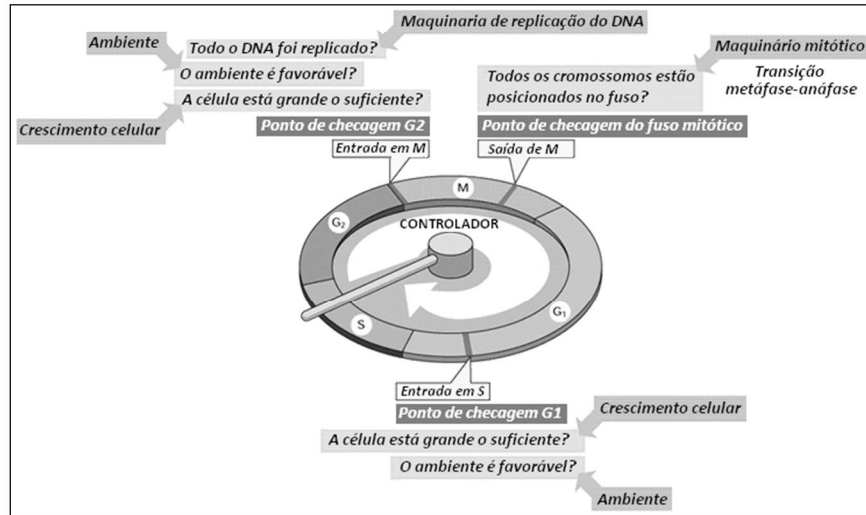 Maquinaria de replicação do DNA
Ambiente
Todo o DNA foi replicado?
O ambiente é favorável?
A célula está grande o suficiente?
Crescimento celular
Ponto de checagem G2
Entrada em M
Maquinário mitótico
Todos os cromossomos estão
posicionados no fuso?
Transição
metáfase-anáfase
Ponto de checagem do fuso mitótico
Saída de M
M
G2
CONTROLADOR
S
G1
Entrada em S
Ponto de checagem G1
Crescimento celular
A célula está grande o suficiente?
O ambiente é favorável?
Ambiente